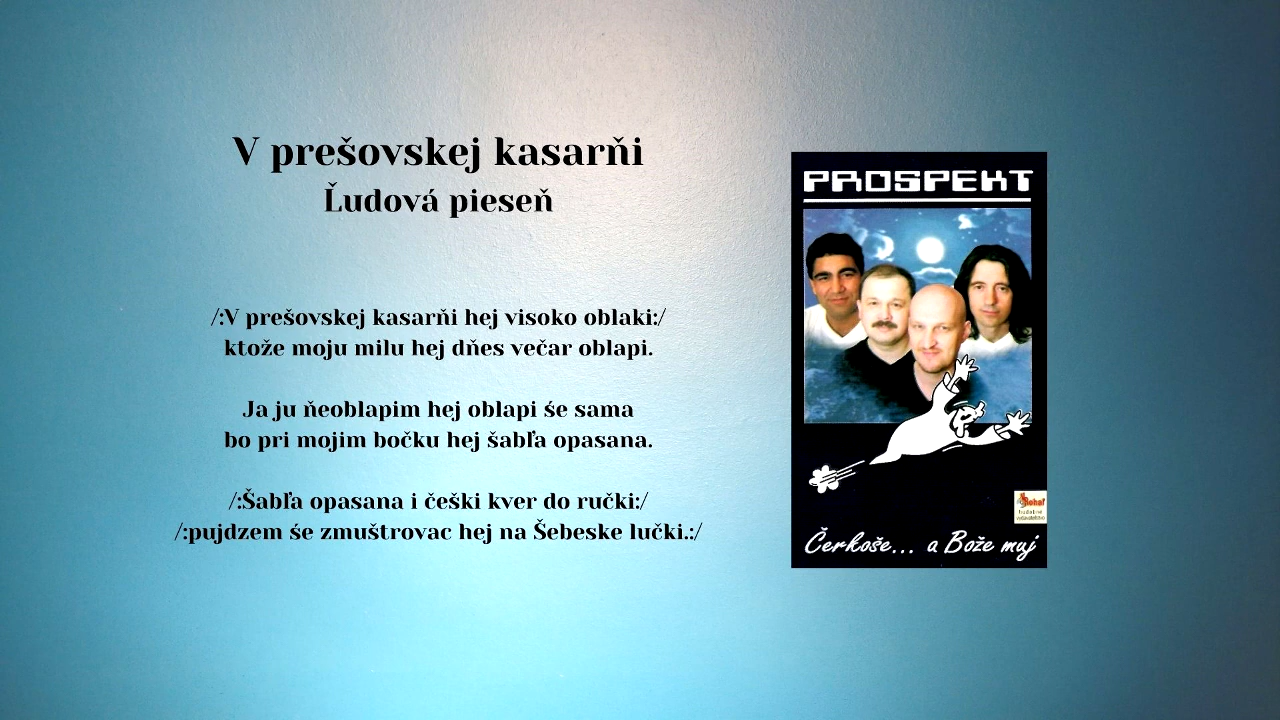 V prešovskej kasarňi
Ľudová pieseň
/:V prešovskej kasarňi hej visoko oblaki:/
ktože moju milu hej dňes večar oblapi.
Ja ju ňeoblapim hej oblapi śe sama
bo pri mojim bočku hej šabľa opasana.
/:Šabľa opasana i češki kver do ručki:/
/:pujdzem śe zmuštrovac hej na Šebeske lučki.:/
PROSPEKT
Čerkoše... a Bože muj